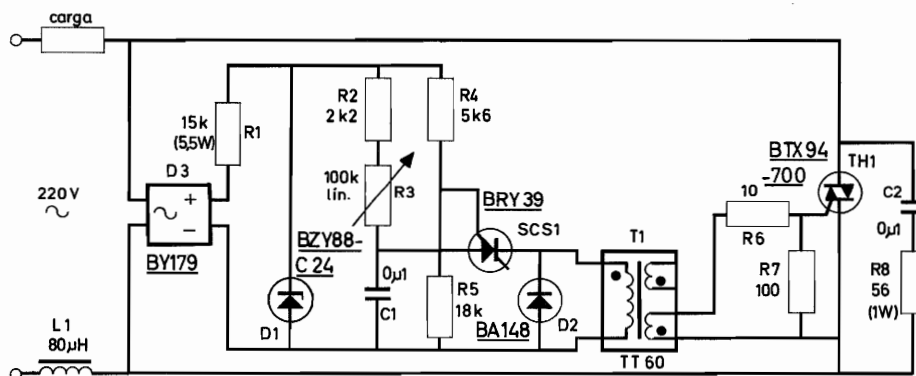 carga
R2
2k2
R4
5k6
15k
(5,5W)
R1
BTX94
-700
TH1
D3
100k
lin.
R3
BRY 39
10
C2
0µ1
220V
+
−
SCS1
T1
R6
BZY88-
C24
BY179
0µ1
C1
R5
18k
R7
100
R8
56
(1W)
L1
80µH
D1
BA148
D2
TT60